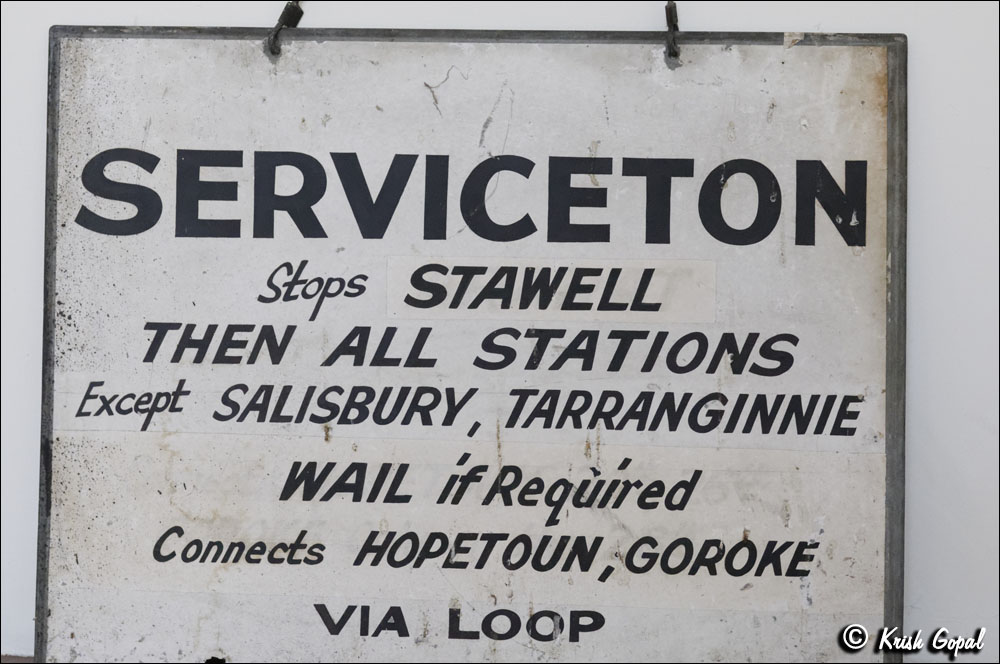 SERVICETON
Stops STAWELL
THEN ALL STATIONS
Except SALISBURY, TARRANGINNIE
WAIL if Required
Connects HOPETOUN, GOROKE
VIA LOOP
© Krish Gopal